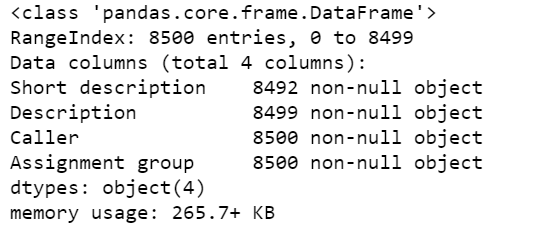 <class 'pandas.core.frame.DataFrame'>
RangeIndex: 8500 entries, 0 to 8499
Data columns (total 4 columns):
Short description    8492 non-null object
Description          8499 non-null object
Caller               8500 non-null object
Assignment group     8500 non-null object
dtypes: object(4)
memory usage: 265.7+ KB